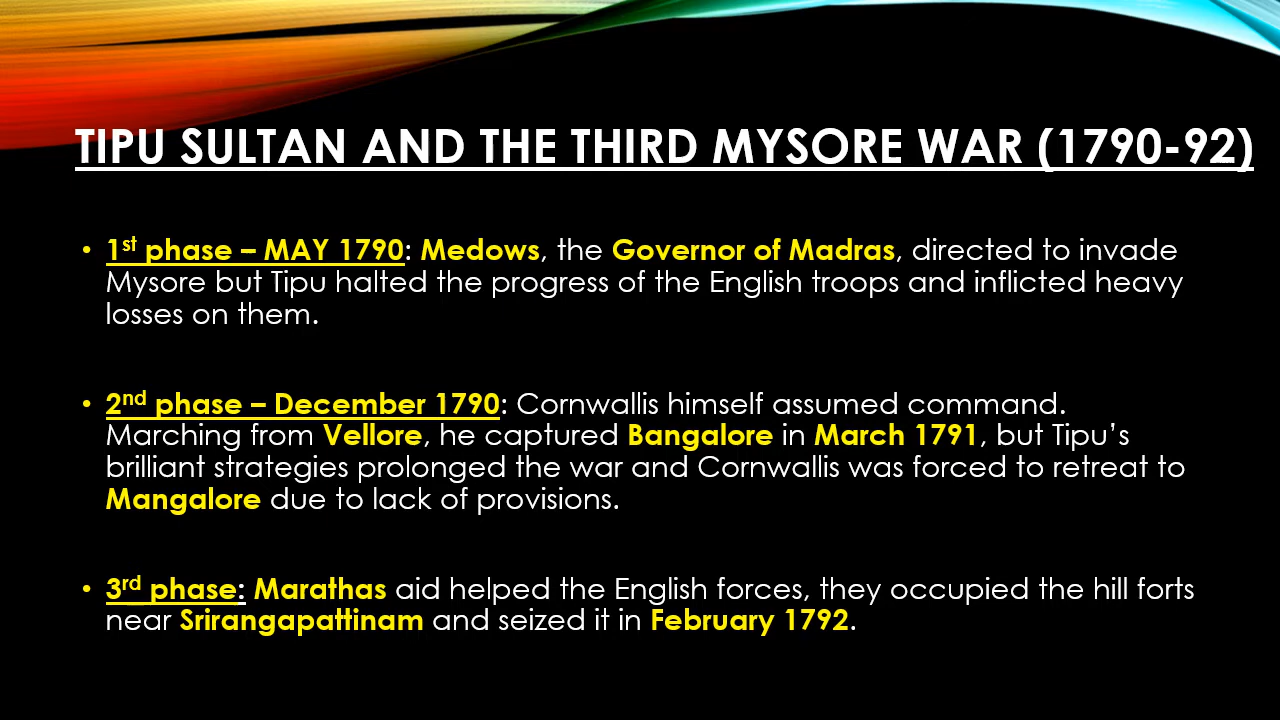 TIPU SULTAN AND THE THIRD MYSORE WAR (1790-92)
• 1st phase – MAY 1790: Medows, the Governor of Madras, directed to invade
Mysore but Tipu halted the progress of the English troops and inflicted heavy
losses on them.
• 2nd phase – December 1790: Cornwallis himself assumed command.
Marching from Vellore, he captured Bangalore in March 1791, but Tipu’s
brilliant strategies prolonged the war and Cornwallis was forced to retreat to
Mangalore due to lack of provisions.
• 3rd phase: Marathas aid helped the English forces, they occupied the hill forts
near Srirangapattinam and seized it in February 1792.